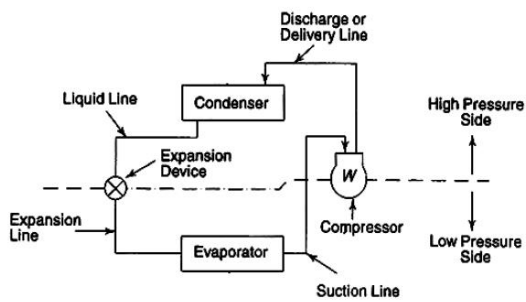 Discharge or
Delivery Line
Liquid Line
Condenser
High Pressure
Side
Expansion
Device
W
Expansion
Line
Compressor
Evaporator
Low Pressure
Side
Suction Line